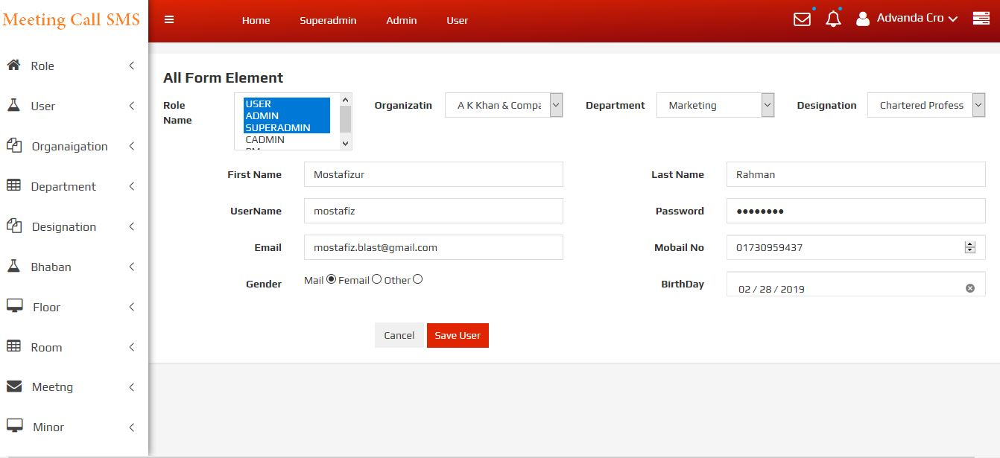 Meeting Call SMS
Home Superadmin Admin User
Advanda Cro
Role
User
Organaigation
Department
Designation
Bhaban
Floor
Room
Meetng
Minor
All Form Element
Role Name
USER
ADMIN
SUPERADMIN
CADMIN
Organizatin A K Khan & Compa
Department Marketing
Designation Chartered Profess
First Name Mostafizur
Last Name Rahman
UserName mostafiz
Password ●●●●●●●●
Email mostafiz.blast@gmail.com
Mobail No 01730959437
Gender Mail Femail Other
BirthDay 02 / 28 / 2019
Cancel Save User